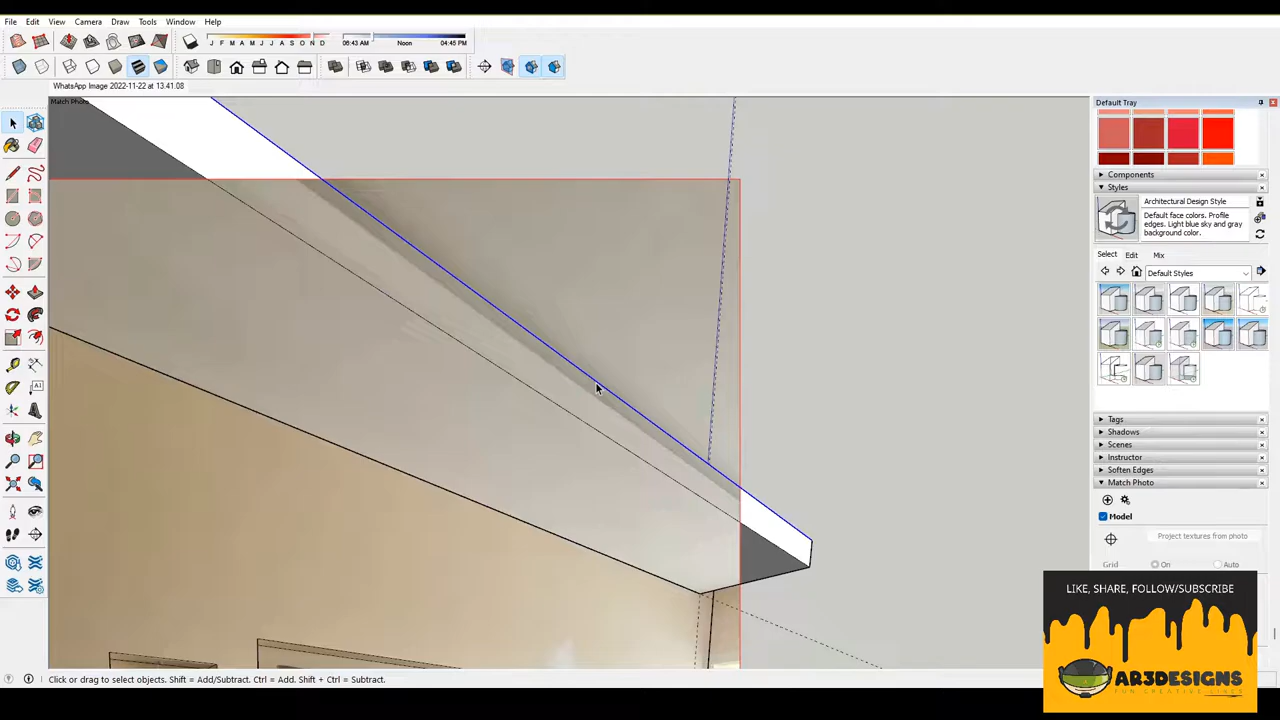 File Edit View Camera Draw Tools Window Help
J F M A M J J A S O N D
06:43 AM Noon 04:45 PM
WhatsApp Image 2022-11-22 at 13.41.08
Match Photo
Default Tray
Components
Styles
Architectural Design Style
Default face colors. Profile
edges. Light blue sky and gray
background color.
Select Edit Mix
Default Styles
Tags
Shadows
Scenes
Instructor
Soften Edges
Match Photo
Model
Project textures from photo
Grid On Auto
LIKE, SHARE, FOLLOW/SUBSCRIBE
AR3DESIGNS
FUN CREATIVE LINES
Click or drag to select objects. Shift = Add/Subtract. Ctrl = Add. Shift + Ctrl = Subtract.